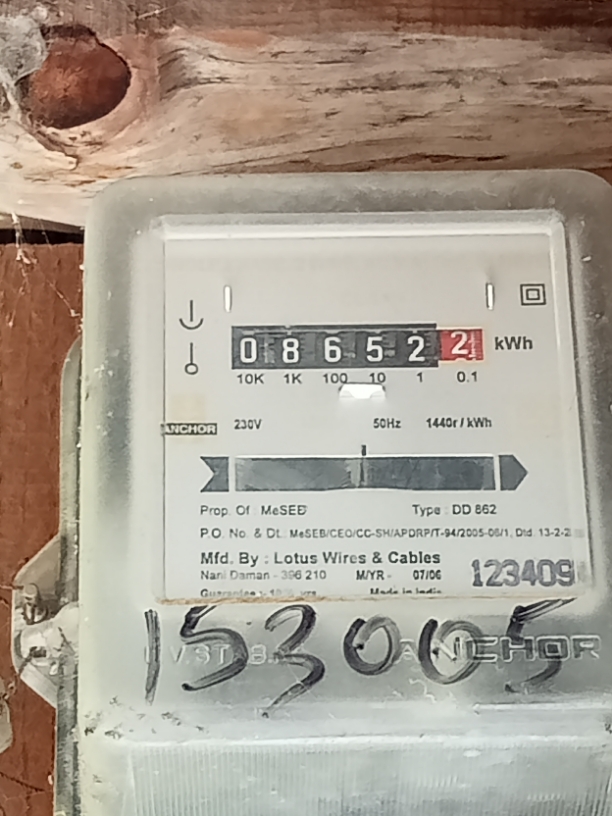 0 8 6 5 2 2 kWh
10K 1K 100 10 1 0.1
ANCHOR 230V 50Hz 1440r / kWh
Prop. Of : MeSEB Type : DD 862
P.O. No. & Dt. MeSEB/CEO/CC-SH/APDRP/T-94/2005-06/1, Dtd. 13-2-2
Mfd. By : Lotus Wires & Cables
Nani Daman - 396 210 M/YR - 07/06 1234091
Made in India
153005
ANCHOR